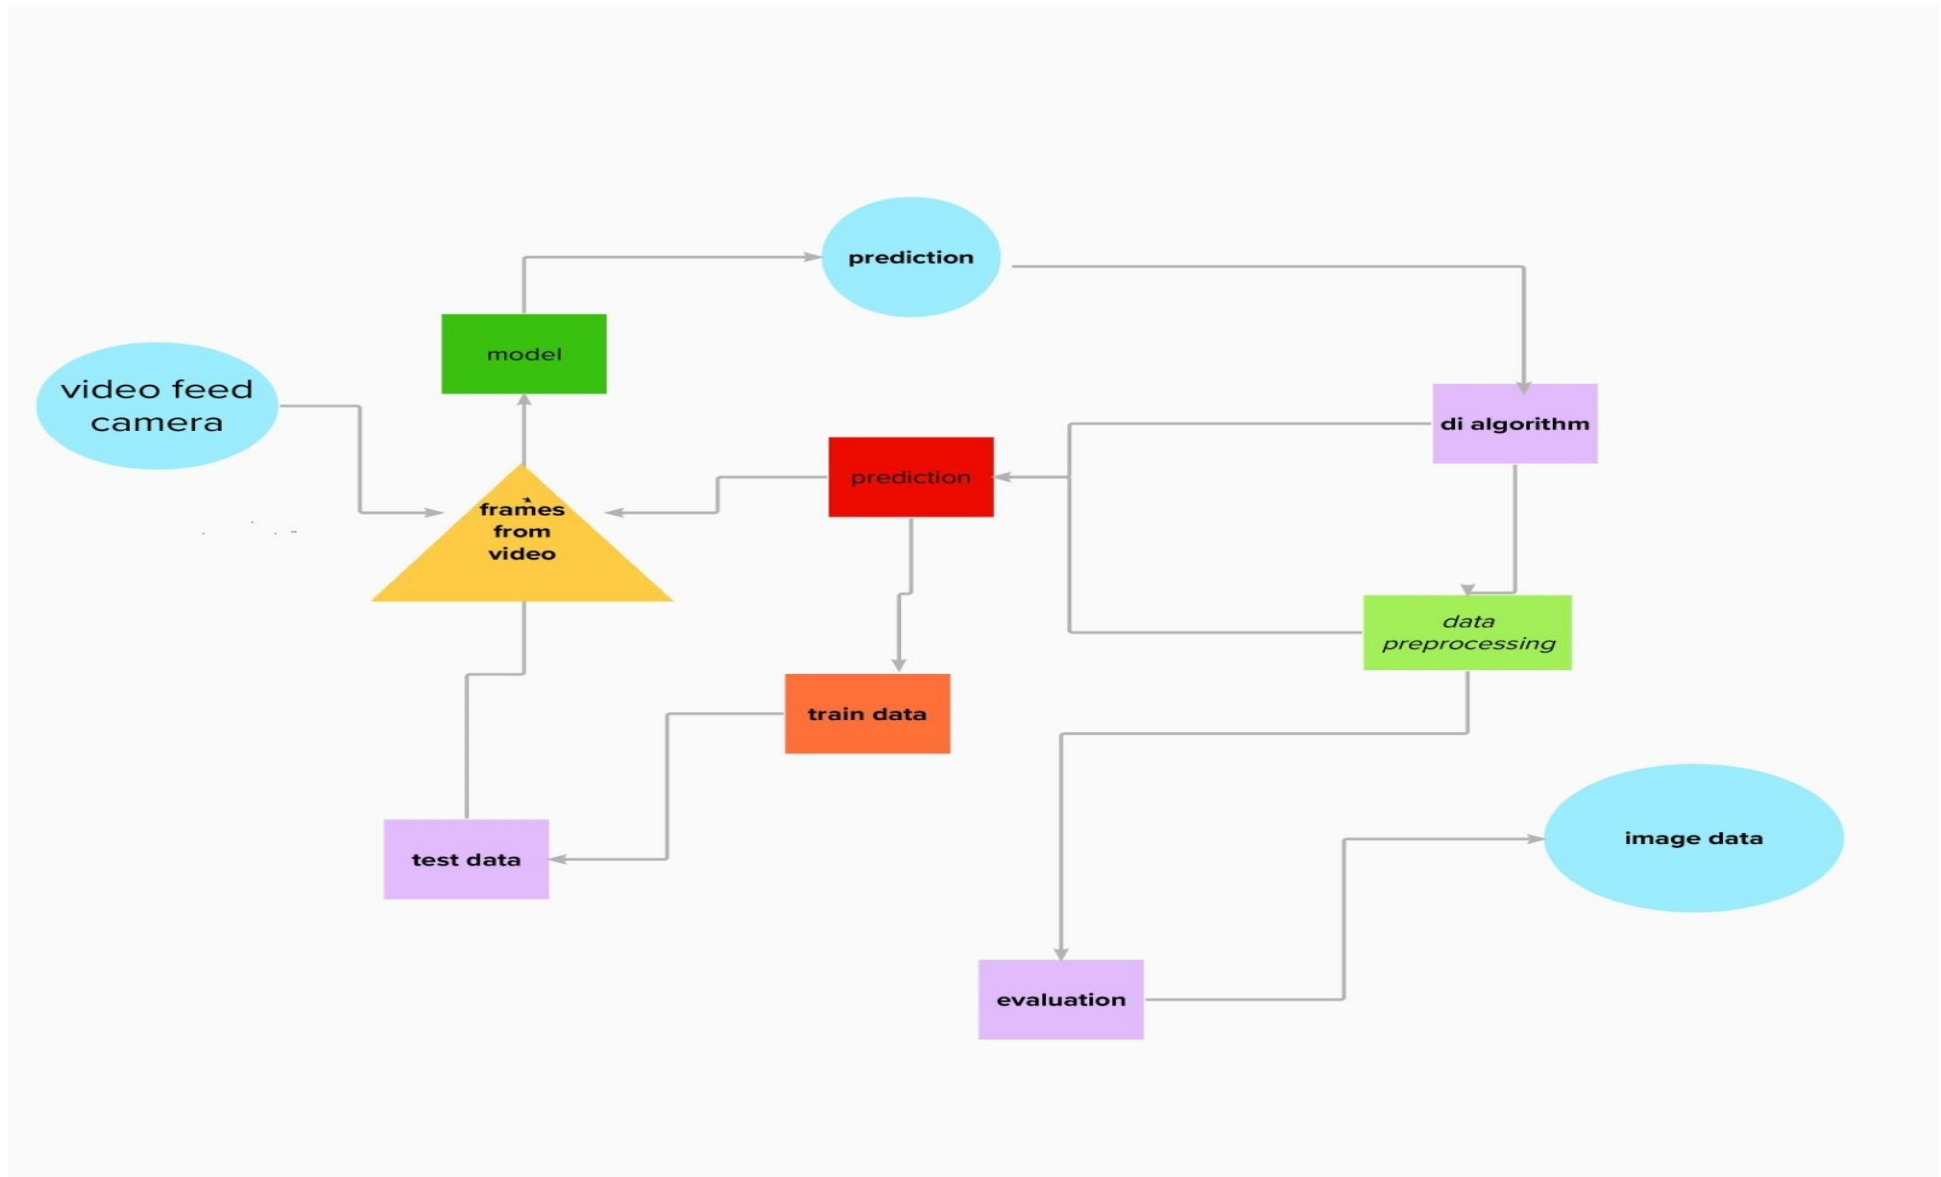 prediction
model
video feed
camera
di algorithm
prediction
frames
from
video
data
preprocessing
train data
image data
test data
evaluation